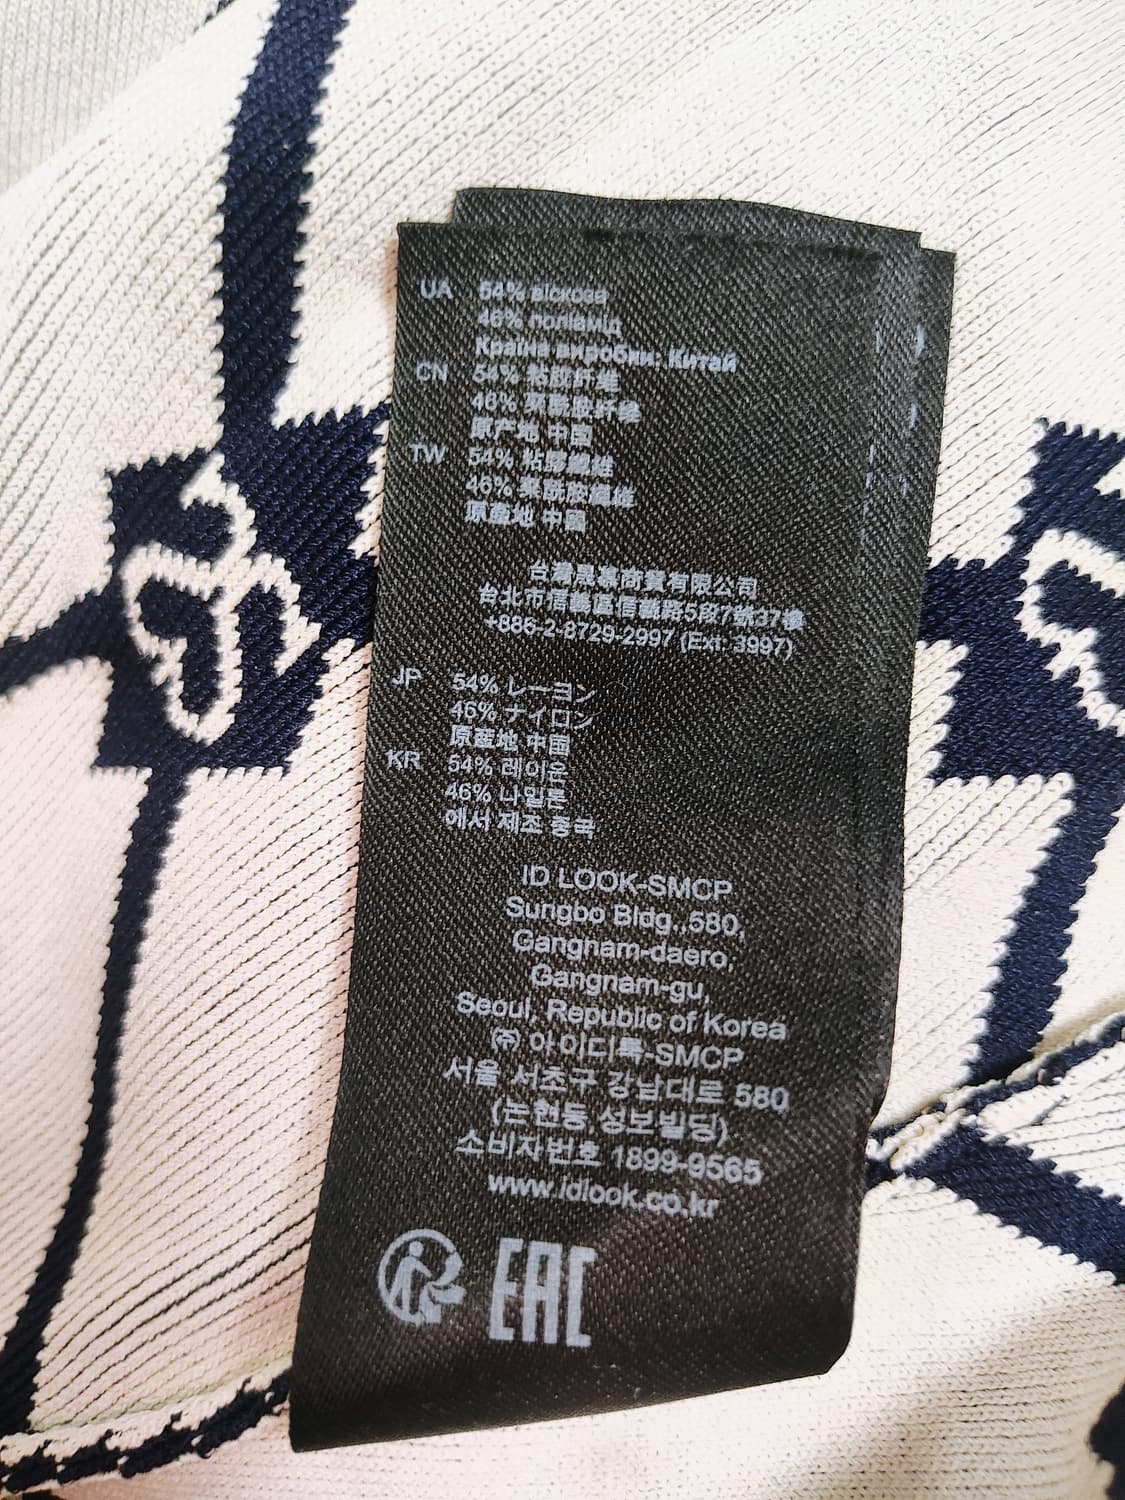 UA 54% віскоза
46% поліамід
Країна виробни: Китай
CN 54% 粘胶纤维
46% 聚酰胺纤维
原产地 中国
TW 54% 粘膠纖維
46% 聚醯胺纖維
原產地 中國
台灣晟嘉商貿有限公司
台北市信義區信義路5段7號37樓
+886-2-8729-2997 (Ext: 3997)
JP 54% レーヨン
46% ナイロン
原産地 中国
KR 54% 레이온
46% 나일론
에서 제조 중국
ID LOOK-SMCP
Sungbo Bldg.,580,
Gangnam-daero,
Gangnam-gu,
Seoul, Republic of Korea
㈜ 아이디룩-SMCP
서울 서초구 강남대로 580
(논현동,성보빌딩)
소비자번호 1899-9565
www.idlook.co.kr
EAC